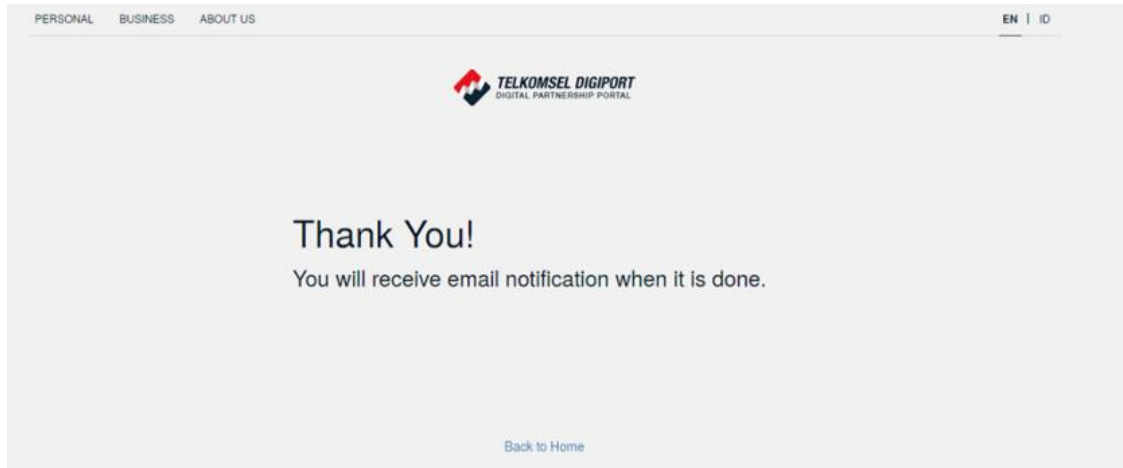 PERSONAL BUSINESS ABOUT US EN | ID
TELKOMSEL DIGIPORT
DIGITAL PARTNERSHIP PORTAL
Thank You!
You will receive email notification when it is done.
Back to Home